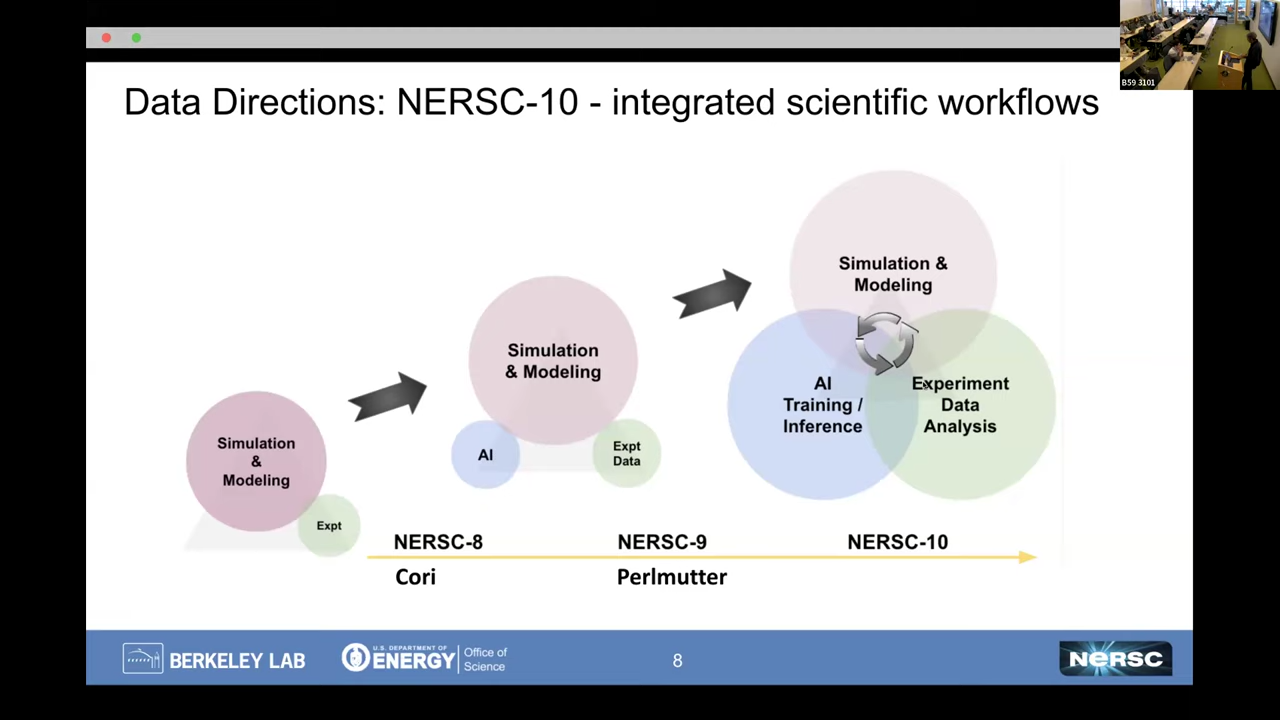 B59 3101
Data Directions: NERSC-10 - integrated scientific workflows
Simulation
&
Modeling
Expt
Simulation
& Modeling
AI
Expt
Data
Simulation &
Modeling
AI
Training /
Inference
Experiment
Data
Analysis
NERSC-8
NERSC-9
NERSC-10
Cori
Perlmutter
BERKELEY LAB
U.S. DEPARTMENT OF
ENERGY
Office of
Science
8
NERSC